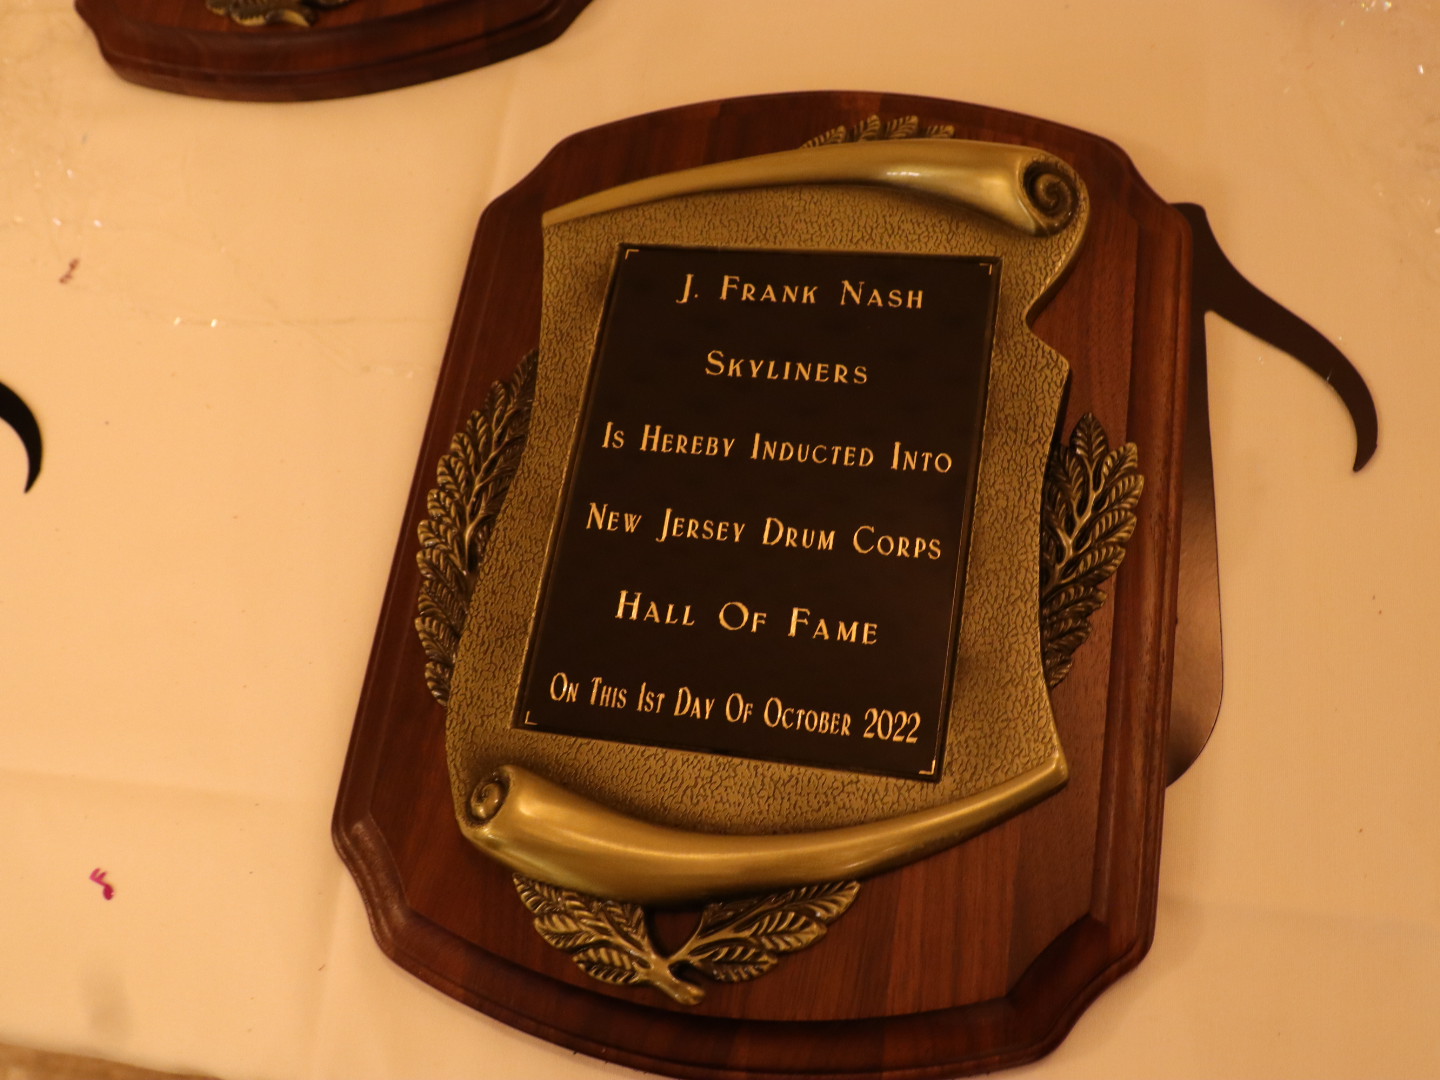 J. Frank Nash
Skyliners
Is Hereby Inducted Into
New Jersey Drum Corps
Hall Of Fame
On This 1st Day Of October 2022